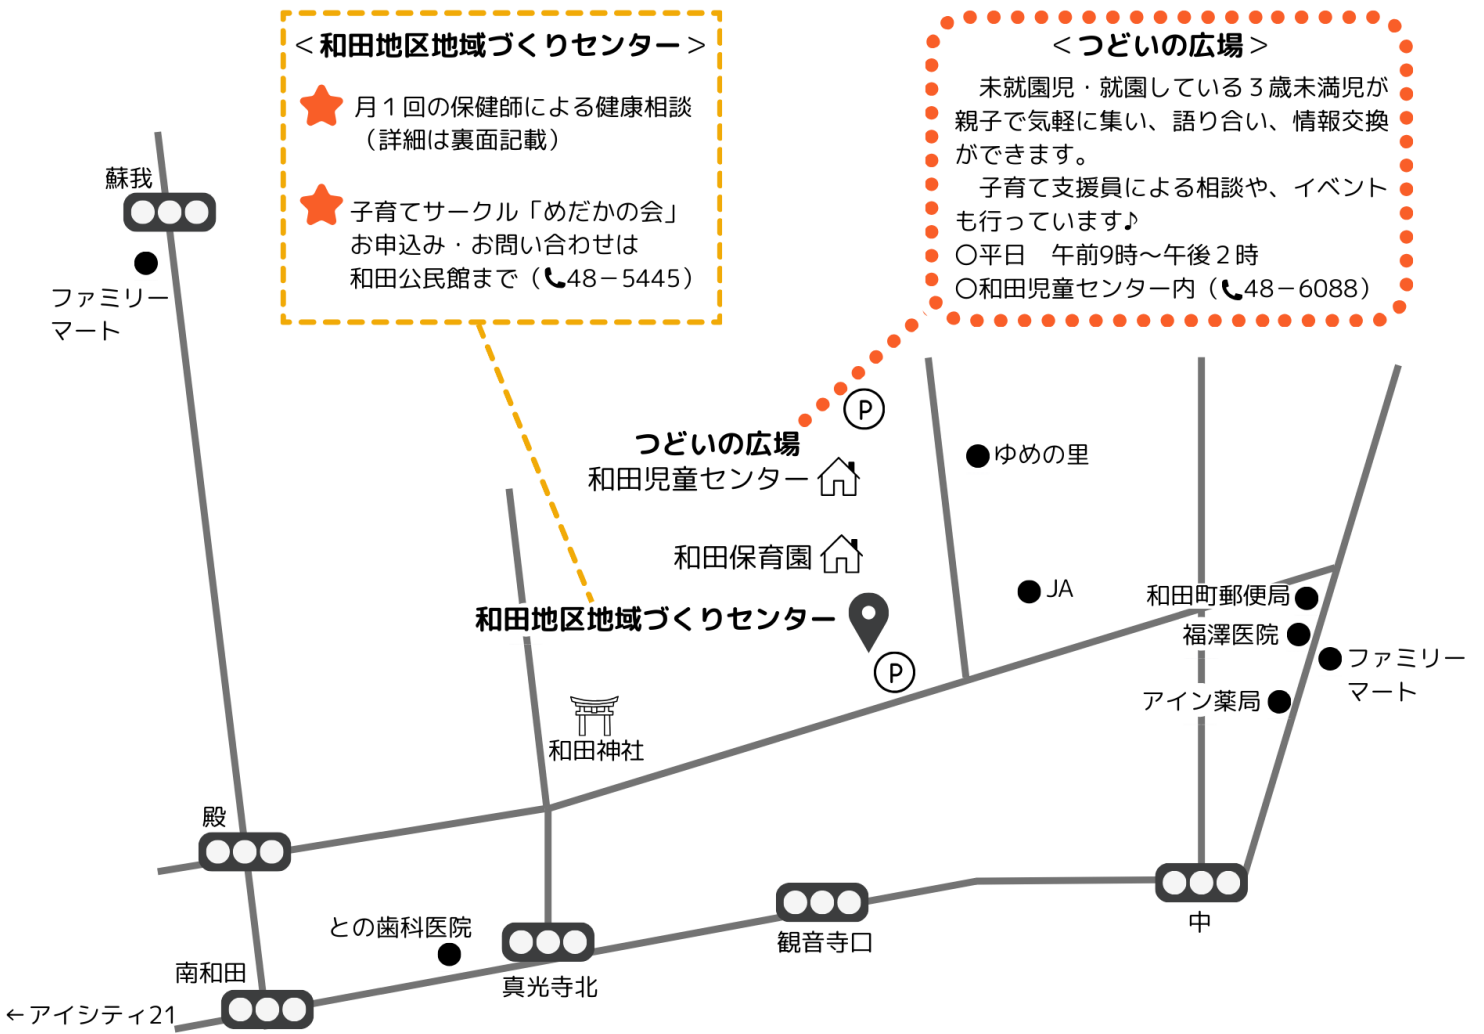 ＜和田地区地域づくりセンター＞
月１回の保健師による健康相談
（詳細は裏面記載）
子育てサークル「めだかの会」
お申込み・お問い合わせは
和田公民館まで（📞48－5445）
＜つどいの広場＞
未就園児・就園している３歳未満児が
親子で気軽に集い、語り合い、情報交換
ができます。
子育て支援員による相談や、イベント
も行っています♪
〇平日　午前9時～午後２時
〇和田児童センター内（📞48－6088）
蘇我
ファミリー
マート
P
つどいの広場
和田児童センター
ゆめの里
和田保育園
JA
和田町郵便局
和田地区地域づくりセンター
福澤医院
P
ファミリー
マート
アイン薬局
和田神社
殿
との歯科医院
中
観音寺口
南和田
真光寺北
←アイシティ21